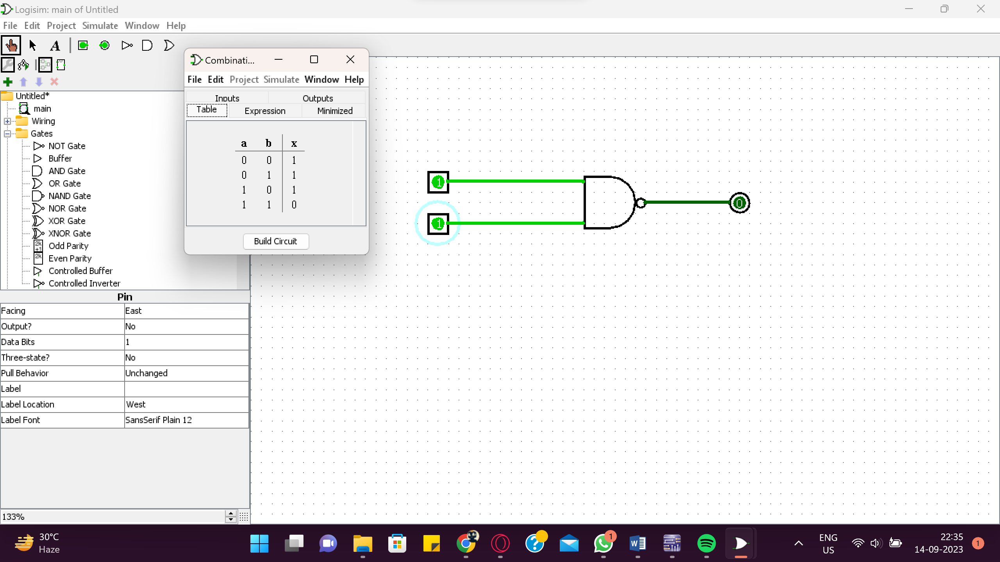 Logisim: main of Untitled
File Edit Project Simulate Window Help
A
Combinati...
File Edit Project Simulate Window Help
Inputs Outputs
Table Expression Minimized
a b x
0 0 1
0 1 1
1 0 1
1 1 0
Build Circuit
Untitled*
main
Wiring
Gates
NOT Gate
Buffer
AND Gate
OR Gate
NAND Gate
NOR Gate
XOR Gate
XNOR Gate
2k +1 Odd Parity
2k Even Parity
Controlled Buffer
Controlled Inverter
1
1
0
Pin
Facing East
Output? No
Data Bits 1
Three-state? No
Pull Behavior Unchanged
Label
Label Location West
Label Font SansSerif Plain 12
133%
30°C
Haze
1
W
ENG
US
22:35
14-09-2023
1